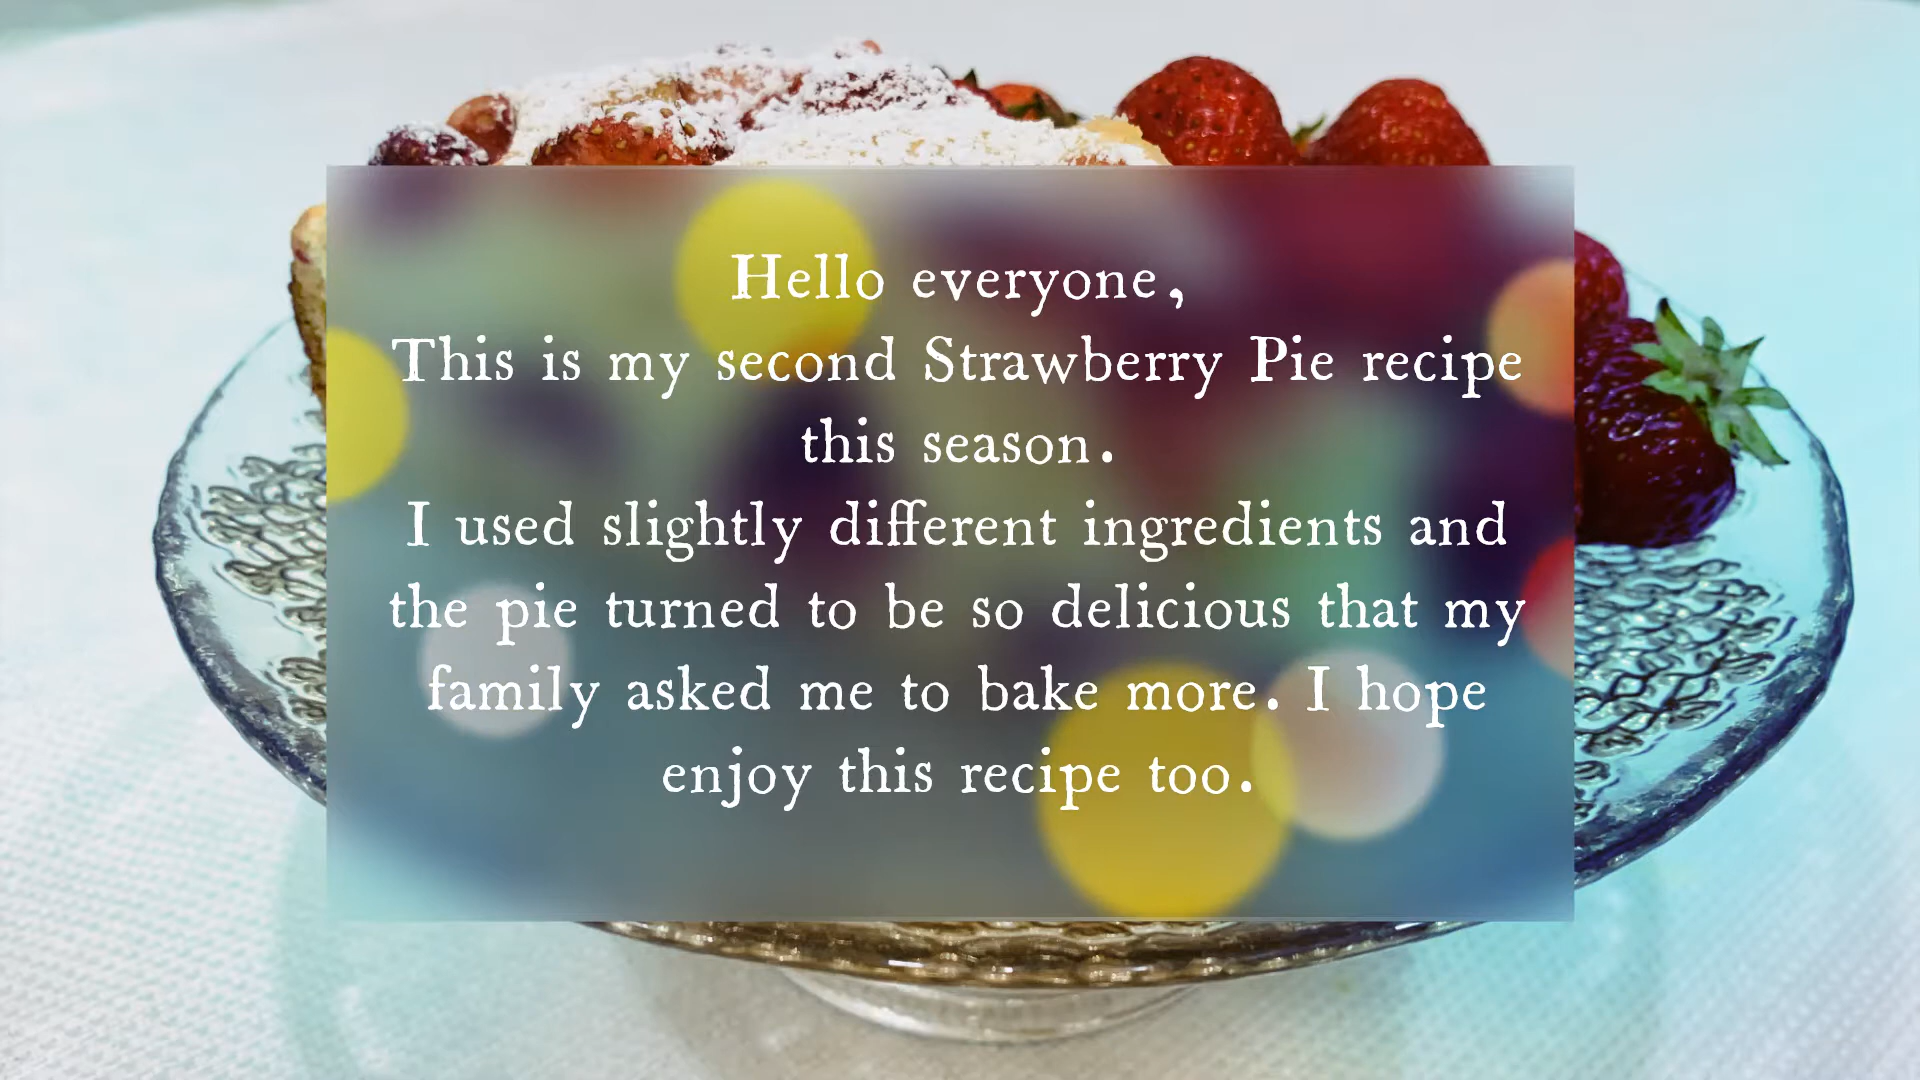 Hello everyone,
This is my second Strawberry Pie recipe
this season.
I used slightly different ingredients and
the pie turned to be so delicious that my
family asked me to bake more. I hope
enjoy this recipe too.